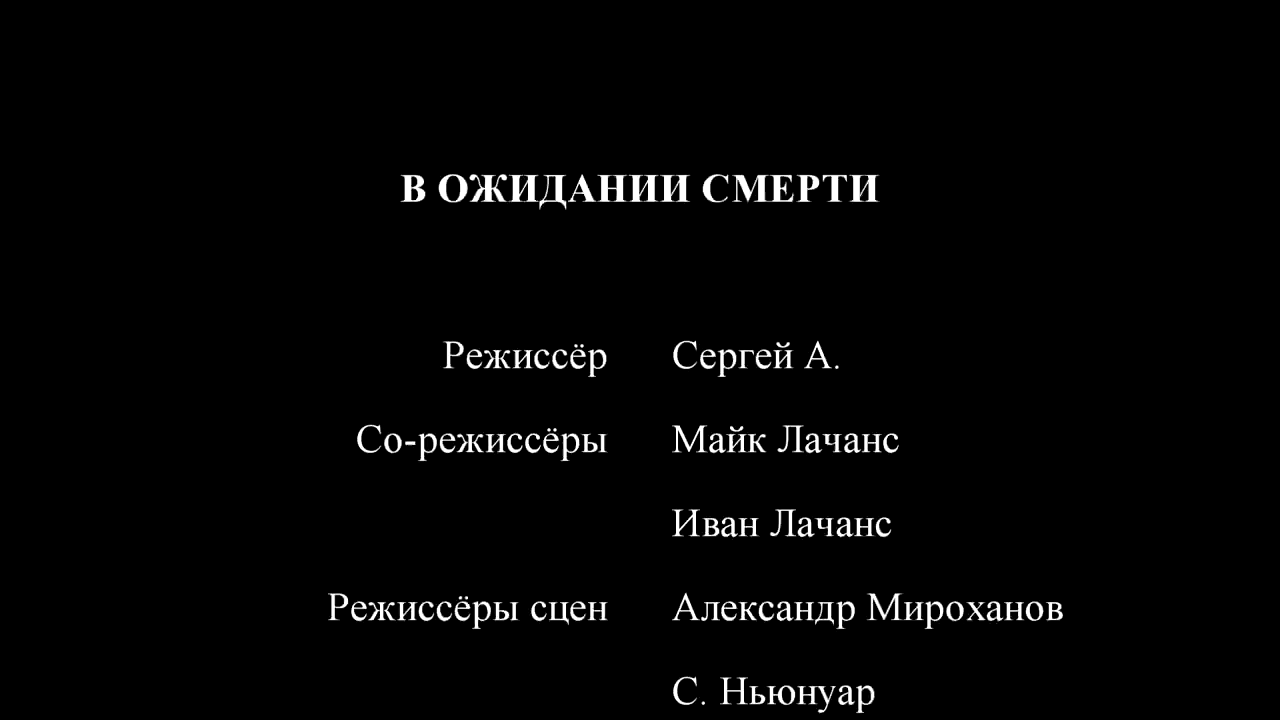 В ОЖИДАНИИ СМЕРТИ
Режиссёр Сергей А.
Со-режиссёры Майк Лачанс
Иван Лачанс
Режиссёры сцен Александр Мироханов
С. Ньюнуар